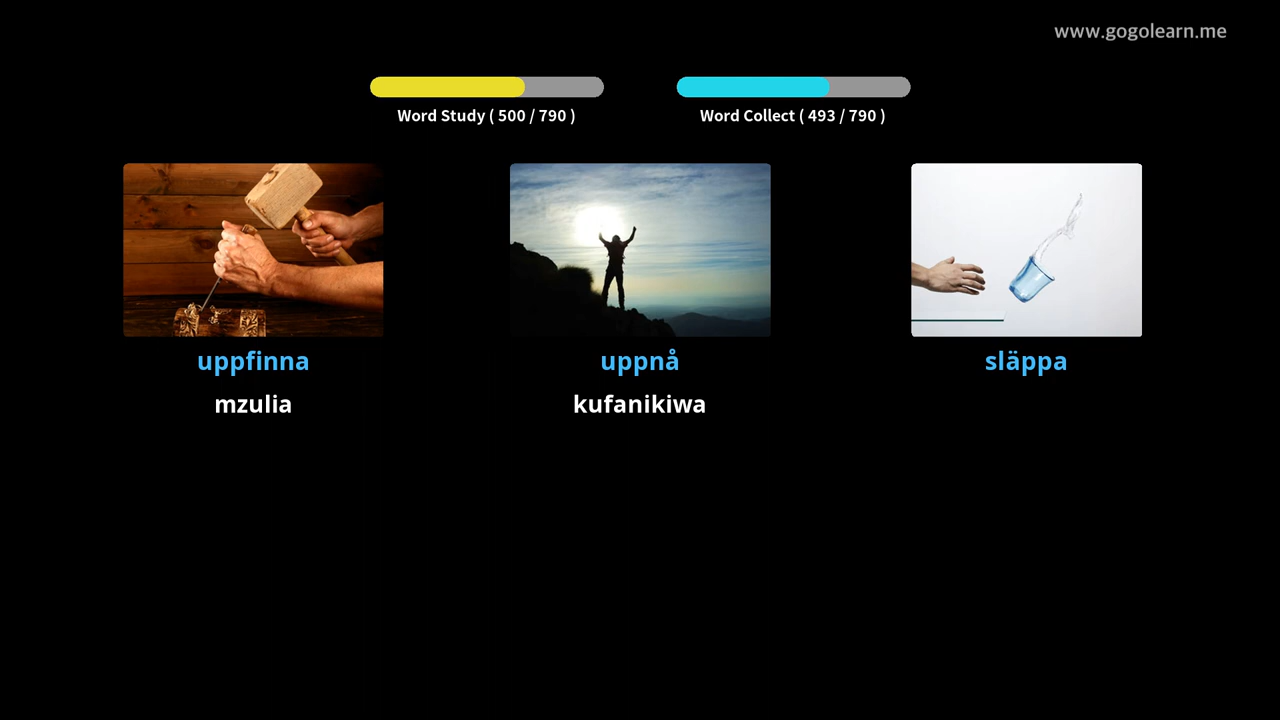 www.gogolearn.me
Word Study ( 500 / 790 )
Word Collect ( 493 / 790 )
uppfinna
uppnå
släppa
mzulia
kufanikiwa